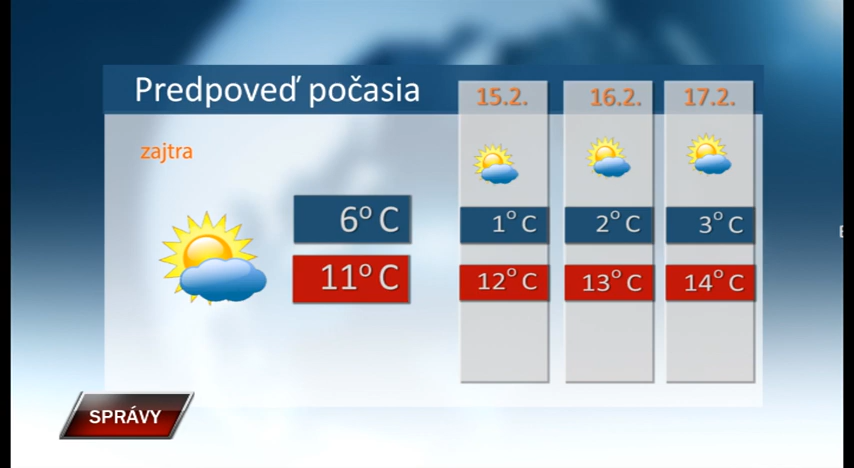 Predpoveď počasia
zajtra
6° C
11° C
15.2.
1° C
12° C
16.2.
2° C
13° C
17.2.
3° C
14° C
SPRÁVY